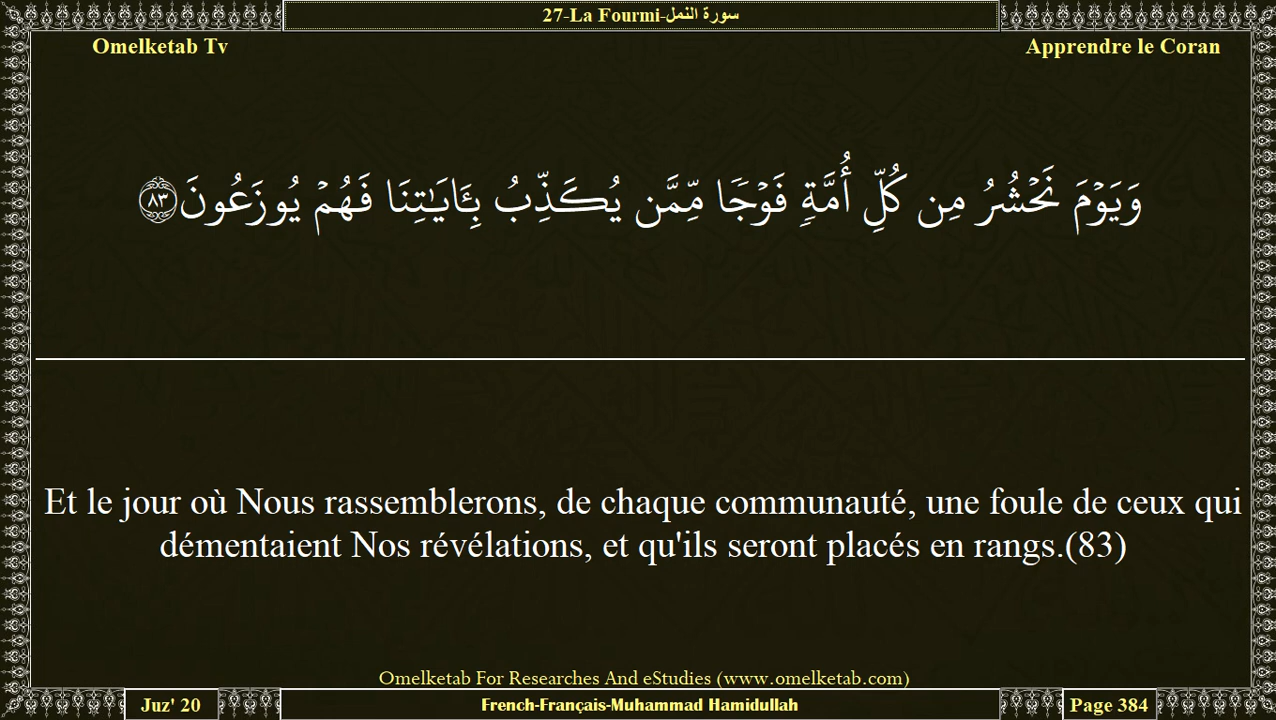 27-La Fourmi-سورة النمل
Omelketab Tv
Apprendre le Coran
وَيَوۡمَ نَحۡشُرُ مِن كُلِّ أُمَّةٖ فَوۡجٗا مِّمَّن يُكَذِّبُ بِـَٔايَٰتِنَا فَهُمۡ يُوزَعُونَ ٨٣
Et le jour où Nous rassemblerons, de chaque communauté, une foule de ceux qui
démentaient Nos révélations, et qu'ils seront placés en rangs.(83)
Omelketab For Researches And eStudies (www.omelketab.com)
Juz' 20
French-Français-Muhammad Hamidullah
Page 384